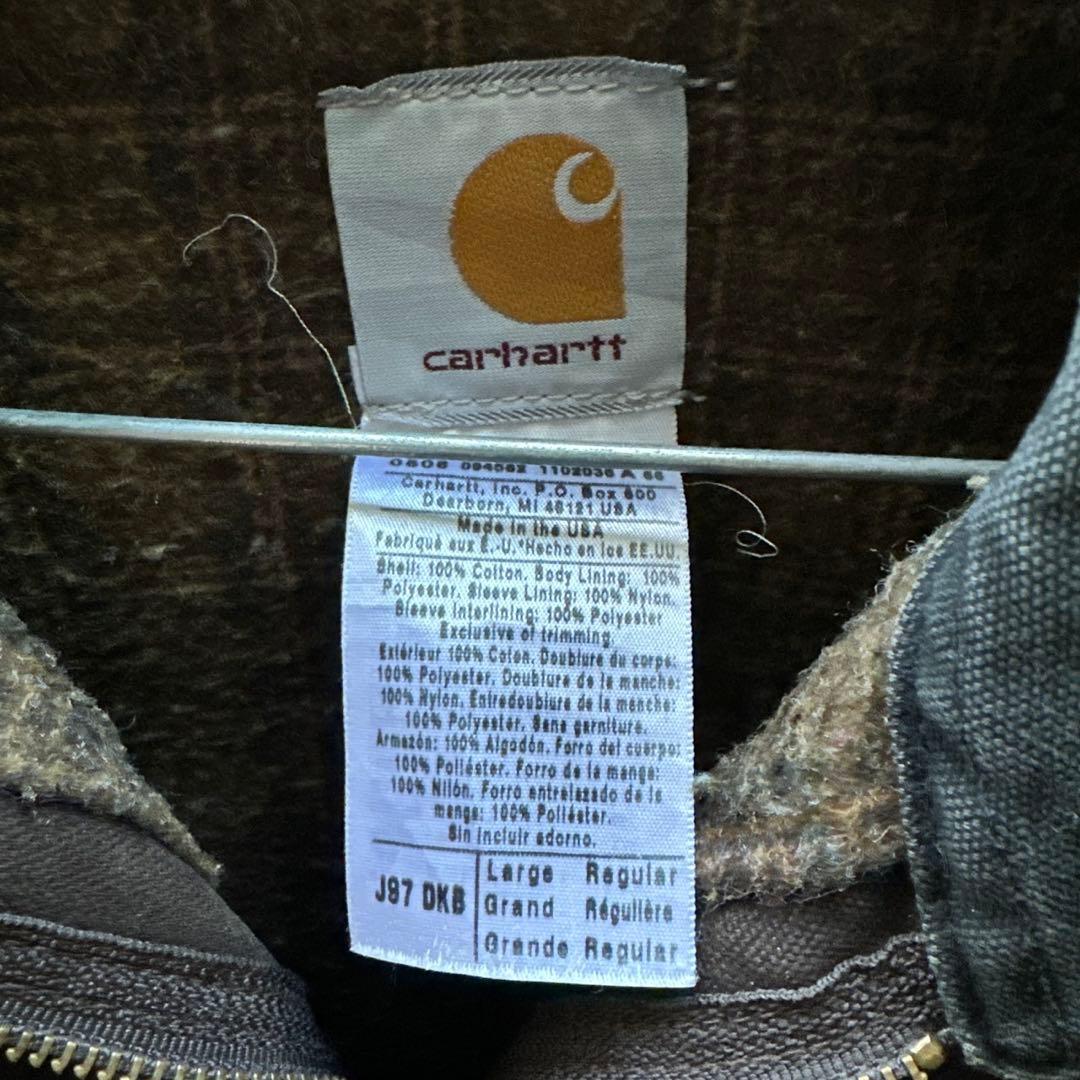 carhartt
Carhartt, Inc. P.O. Box 600
Dearborn, MI 48121 USA
Made in the USA
Fabriqué aux É.-U.*Hecho en los EE.UU.
Shell: 100% Cotton. Body Lining: 100%
Polyester. Sleeve Lining: 100% Nylon.
Sleeve Interlining: 100% Polyester
Exclusive of trimming.
Extérieur 100% Coton. Doublure du corps:
100% Polyester. Doublure de la manche:
100% Nylon. Entredoublure de la menche:
100% Polyester. Sans garniture.
Armazón: 100% Algodón. Forro del cuerpo:
100% Poliéster. Forro de la manga:
100% Nilón. Forro entrelazado de la
manga: 100% Poliéster.
Sin incluir adorno.
J97 DKB
Large Regular
Grand Régulière
Grande Regular